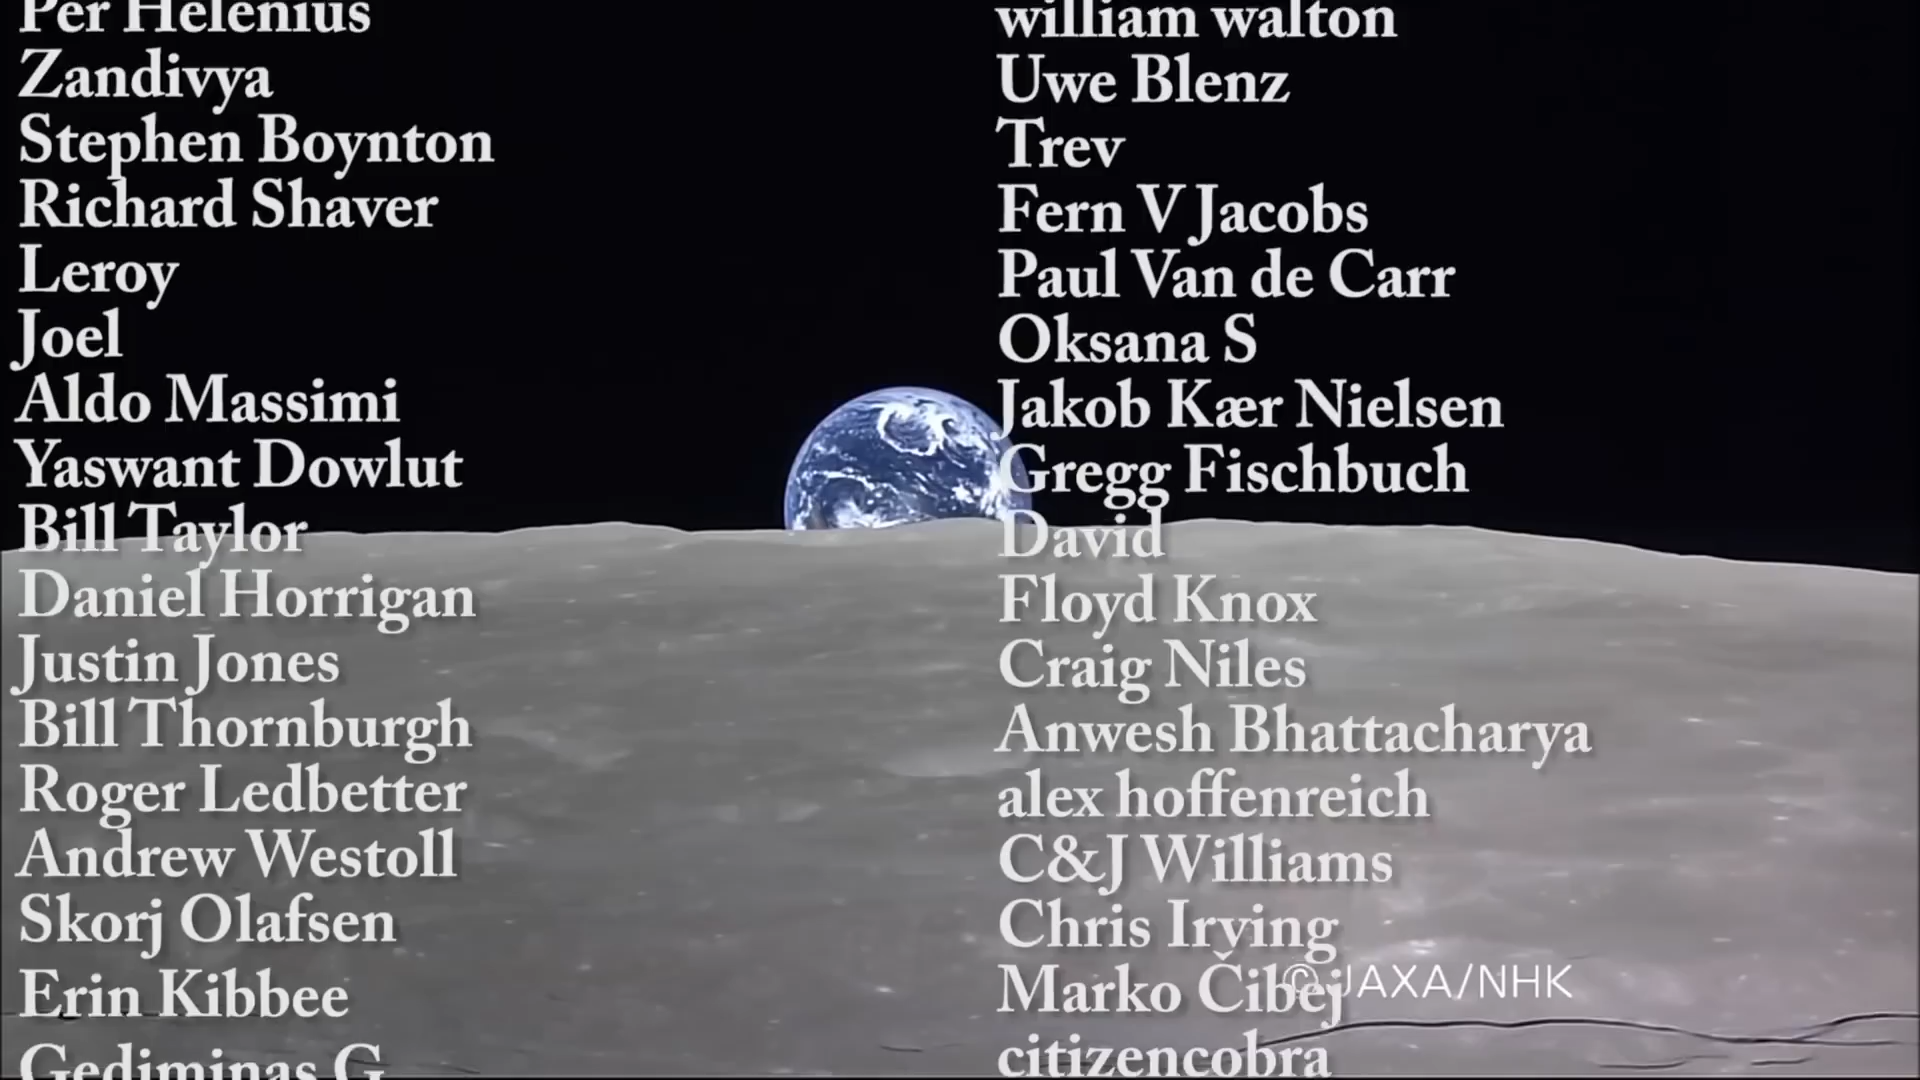 Per Helenius
Zandivya
Stephen Boynton
Richard Shaver
Leroy
Joel
Aldo Massimi
Yaswant Dowlut
Bill Taylor
Daniel Horrigan
Justin Jones
Bill Thornburgh
Roger Ledbetter
Andrew Westoll
Skorj Olafsen
Erin Kibbee
Gediminas G
william walton
Uwe Blenz
Trev
Fern V Jacobs
Paul Van de Carr
Oksana S
Jakob Kær Nielsen
Gregg Fischbuch
David
Floyd Knox
Craig Niles
Anwesh Bhattacharya
alex hoffenreich
C&J Williams
Chris Irving
Marko Čibej
© JAXA/NHK
citizencobra